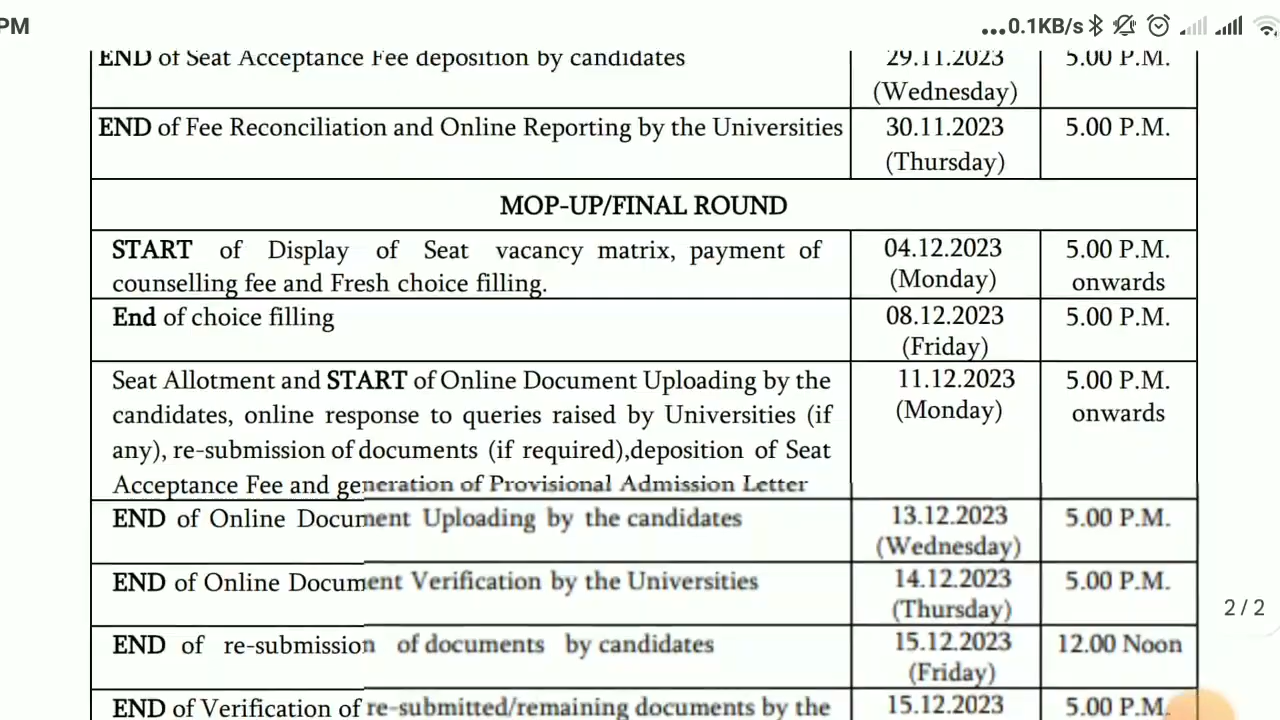 PM
...0.1KB/s
END of Seat Acceptance Fee deposition by candidates 29.11.2023 5.00 P.M.
(Wednesday)
END of Fee Reconciliation and Online Reporting by the Universities 30.11.2023 5.00 P.M.
(Thursday)
MOP-UP/FINAL ROUND
START of Display of Seat vacancy matrix, payment of 04.12.2023 5.00 P.M.
counselling fee and Fresh choice filling. (Monday) onwards
End of choice filling 08.12.2023 5.00 P.M.
(Friday)
Seat Allotment and START of Online Document Uploading by the 11.12.2023 5.00 P.M.
candidates, online response to queries raised by Universities (if (Monday) onwards
any), re-submission of documents (if required),deposition of Seat
Acceptance Fee and generation of Provisional Admission Letter
END of Online Document Uploading by the candidates 13.12.2023 5.00 P.M.
(Wednesday)
END of Online Document Verification by the Universities 14.12.2023 5.00 P.M.
(Thursday)
2/2
END of re-submission of documents by candidates 15.12.2023 12.00 Noon
(Friday)
END of Verification of re-submitted/remaining documents by the 15.12.2023 5.00 P.M.